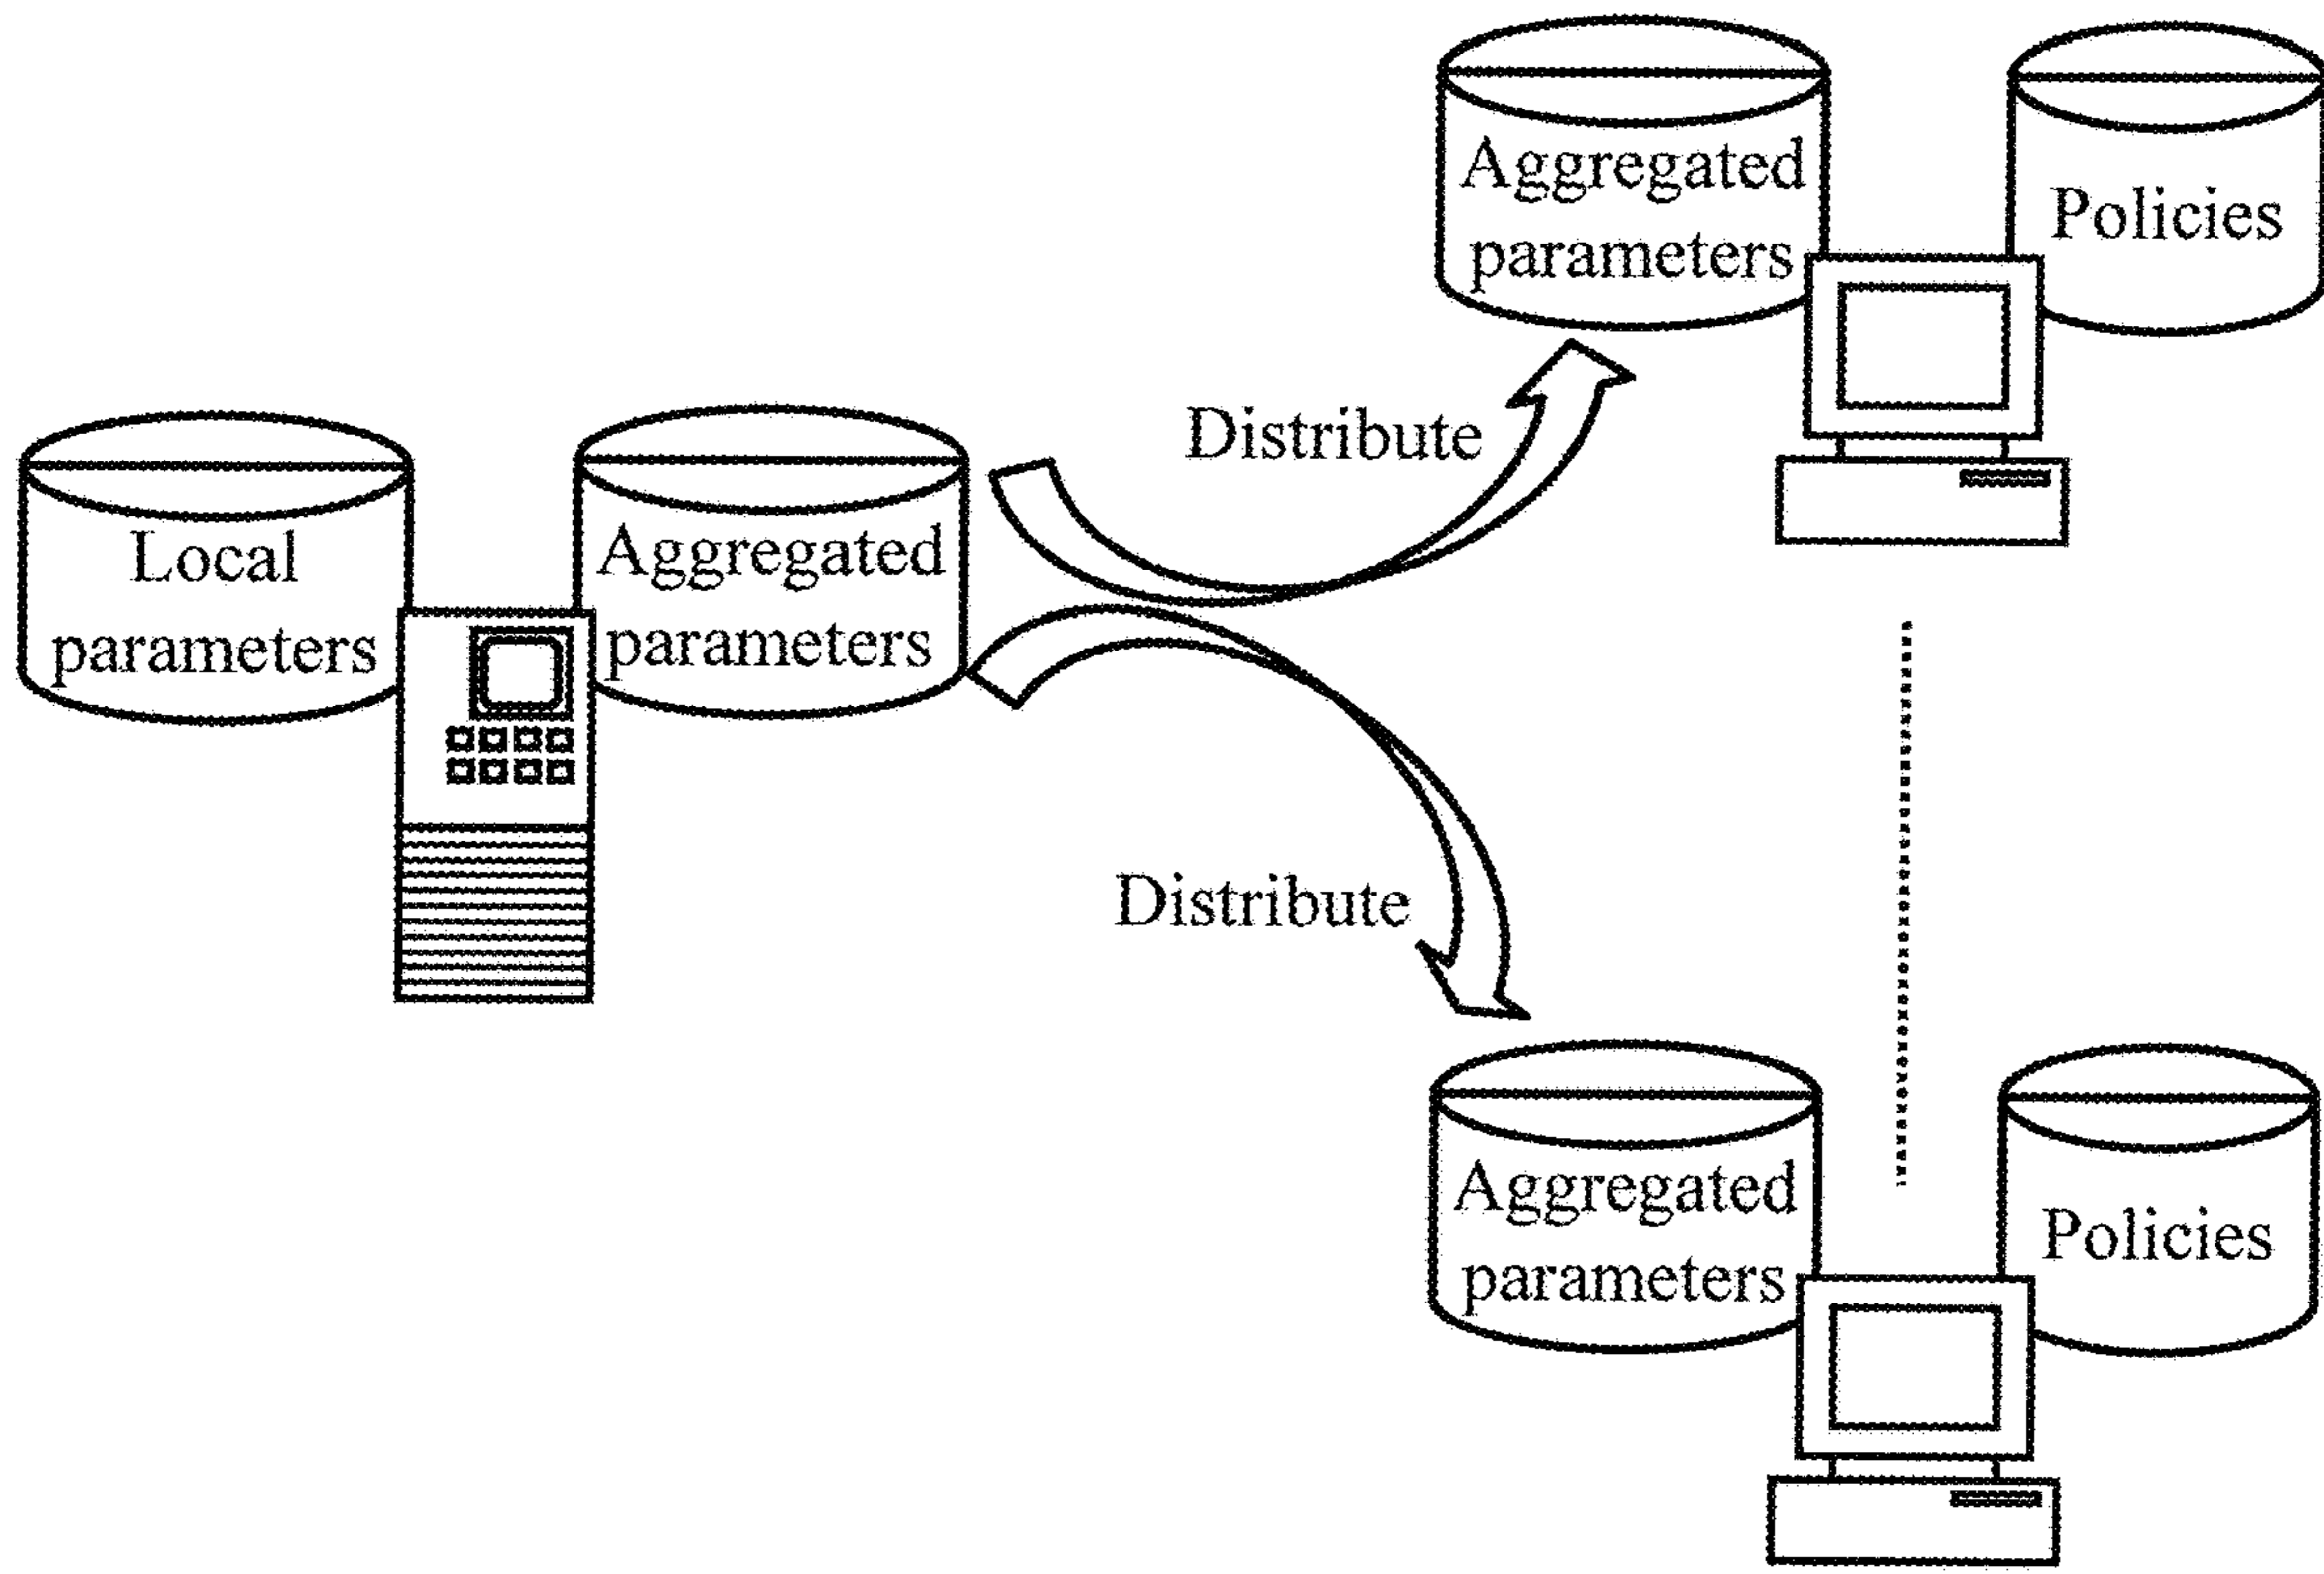 Aggregated
parameters
Policies
Distribute
Local
parameters
Aggregated
parameters
Distribute
Aggregated
parameters
Policies